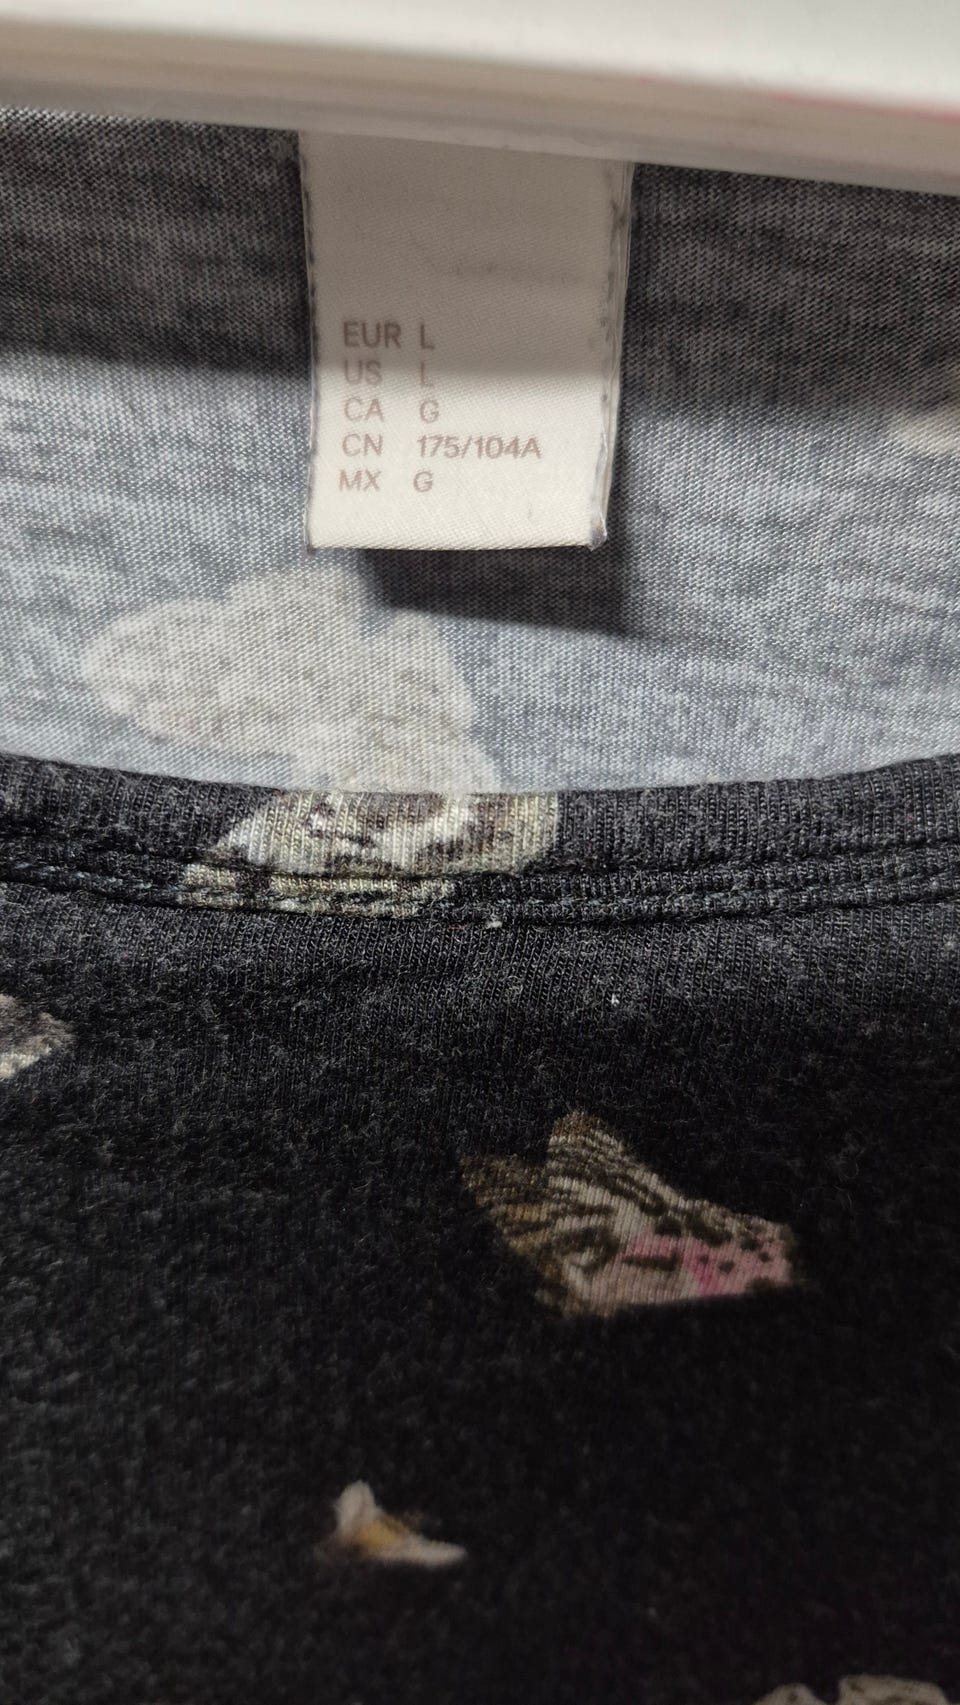 EUR L
US L
CA G
CN 175/104A
MX G